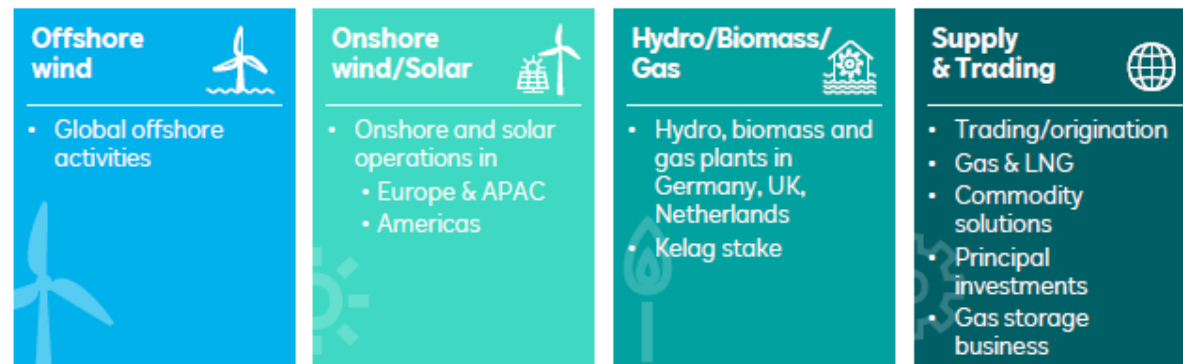 Offshore
wind
• Global offshore
activities
Onshore
wind/Solar
• Onshore and solar
operations in
• Europe & APAC
• Americas
Hydro/Biomass/
Gas
• Hydro, biomass and
gas plants in
Germany, UK,
Netherlands
• Kelag stake
Supply
& Trading
• Trading/origination
• Gas & LNG
• Commodity
solutions
• Principal
investments
• Gas storage
business